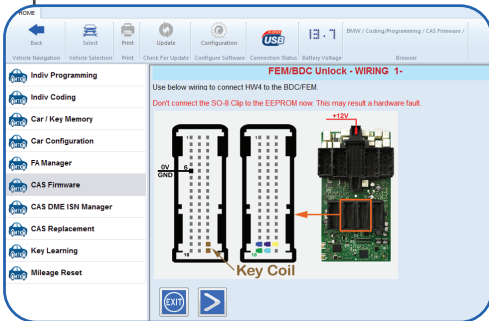 HOME
Back
Select
Print
Update
Configuration
USB
13.7
BMW / Coding/Programming / CAS Firmware /
Vehicle Navigation
Vehicle Selection
Print
Check For Update
Configure Software
Connection Status
Battery Voltage
Browser
Indiv Programming
Indiv Coding
Car / Key Memory
Car Configuration
FA Manager
CAS Firmware
CAS DME ISN Manager
CAS Replacement
Key Learning
Mileage Reset
FEM/BDC Unlock - WIRING 1-
Use below wiring to connect HW4 to the BDC/FEM.
Don't connect the SO-8 Clip to the EEPROM now. This may result a hardware fault.
+12V
0V
GND
6
18
18
Key Coil
EXIT